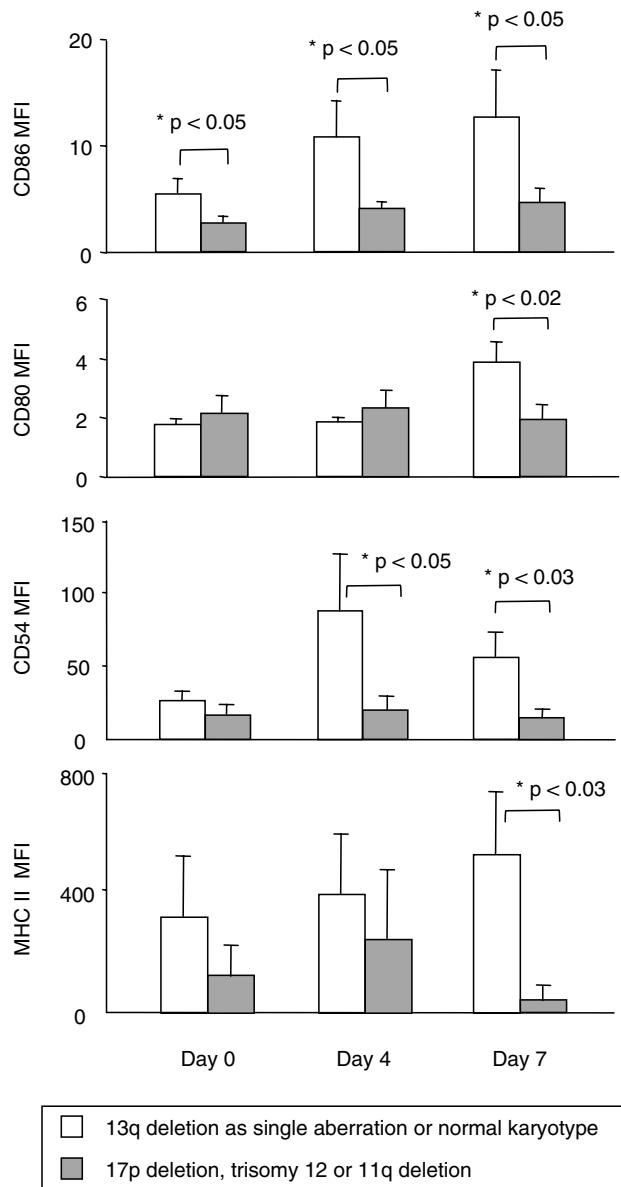 * p < 0.05
* p < 0.05
* p < 0.05
20
10
0
CD86 MFI
* p < 0.02
6
4
2
0
CD80 MFI
150
100
50
0
CD54 MFI
* p < 0.05
* p < 0.03
800
400
0
MHC II MFI
* p < 0.03
Day 0 Day 4 Day 7
13q deletion as single aberration or normal karyotype
17p deletion, trisomy 12 or 11q deletion